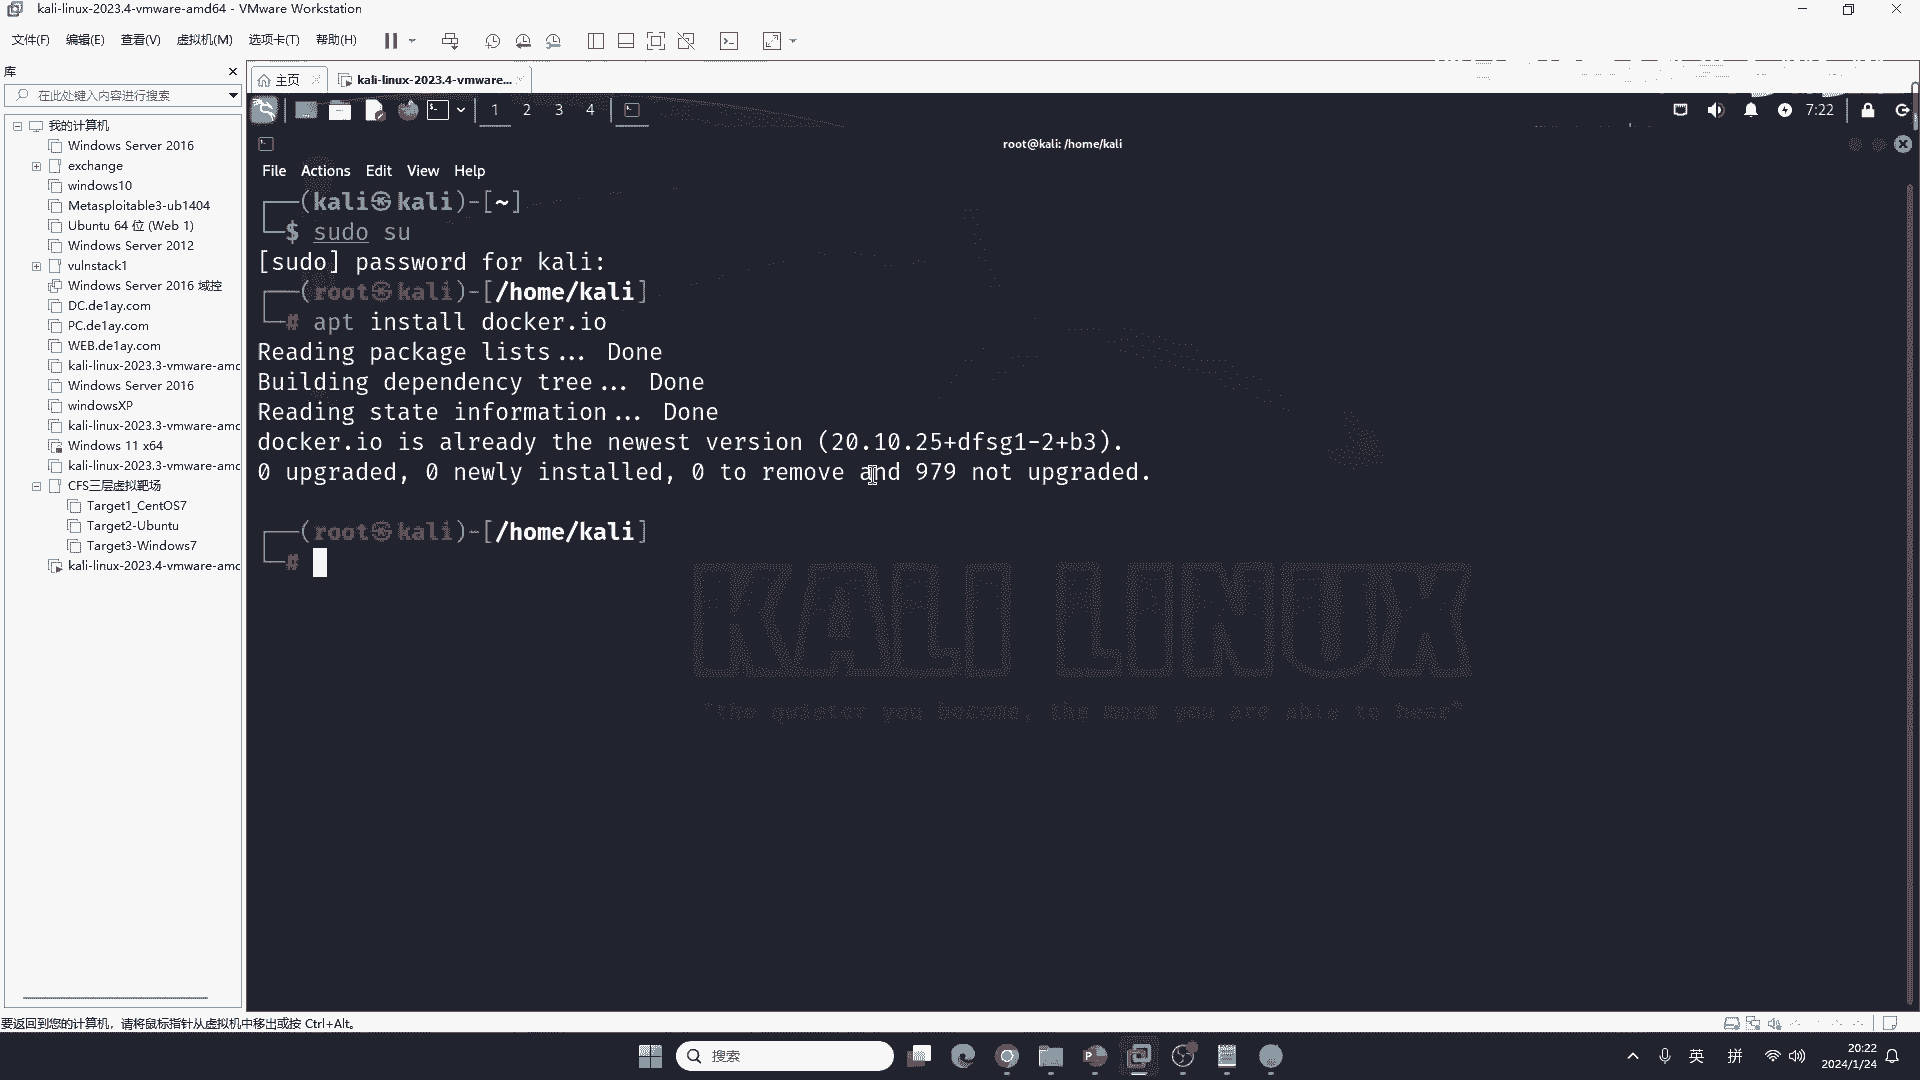 kali-linux-2023.4-vmware-amd64 - VMware Workstation
文件(F) 编辑(E) 查看(V) 虚拟机(M) 选项卡(T) 帮助(H)
库
在此处键入内容进行搜索
我的计算机
Windows Server 2016
exchange
windows10
Metasploitable3-ub1404
Ubuntu 64 位 (Web 1)
Windows Server 2012
vulnstack1
Windows Server 2016 域控
DC.de1ay.com
PC.de1ay.com
WEB.de1ay.com
kali-linux-2023.3-vmware-amd
Windows Server 2016
windowsXP
kali-linux-2023.3-vmware-amd
Windows 11 x64
kali-linux-2023.3-vmware-amd
CFS三层虚拟靶场
Target1_CentOS7
Target2-Ubuntu
Target3-Windows7
kali-linux-2023.4-vmware-amd
主页 kali-linux-2023.4-vmware...
1 2 3 4 7:22
root@kali: /home/kali
File Actions Edit View Help
(kali㉿kali)-[~]
$ sudo su
[sudo] password for kali:
(root㉿kali)-[/home/kali]
# apt install docker.io
Reading package lists... Done
Building dependency tree... Done
Reading state information... Done
docker.io is already the newest version (20.10.25+dfsg1-2+b3).
0 upgraded, 0 newly installed, 0 to remove and 979 not upgraded.
(root㉿kali)-[/home/kali]
#
KALI LINUX
"the quieter you become, the more you are able to hear"
要返回到您的计算机，请将鼠标指针从虚拟机中移出或按 Ctrl+Alt。
搜索
英 拼
20:22
2024/1/24